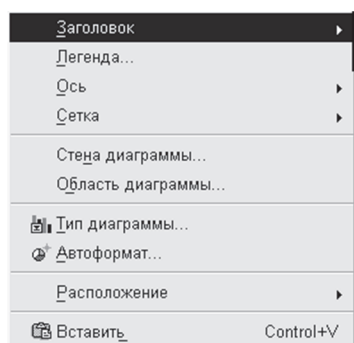 Заголовок
Легенда...
Ось
Сетка
Стена диаграммы...
Область диаграммы...
Тип диаграммы...
Автоформат...
Расположение
Вставить Control+V